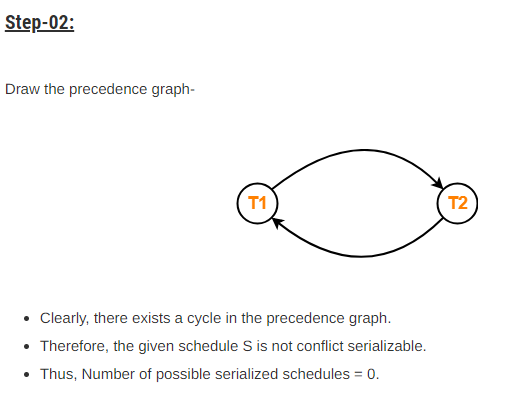 Step-02:
Draw the precedence graph-
T1
T2
Clearly, there exists a cycle in the precedence graph.
Therefore, the given schedule S is not conflict serializable.
Thus, Number of possible serialized schedules = 0.